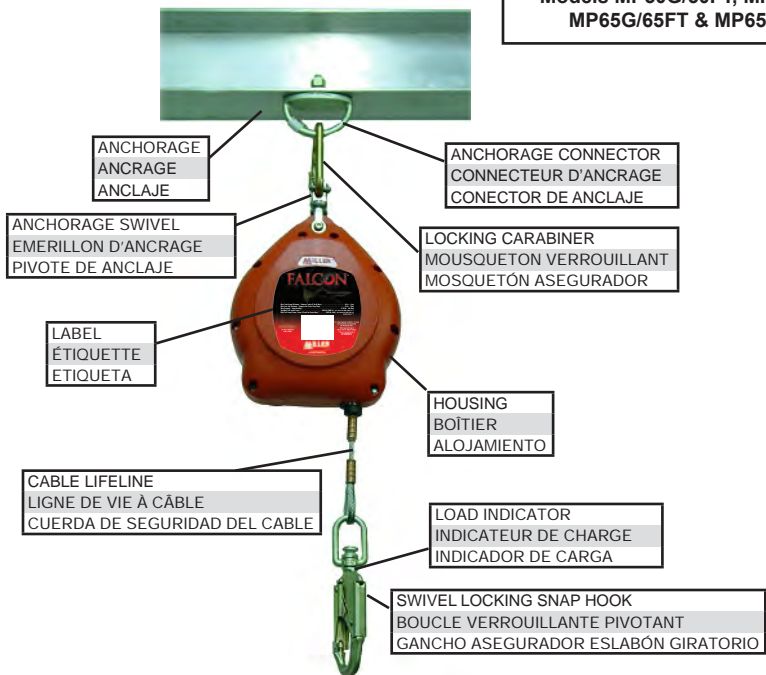 Models
MP65G/65FT & MP65
ANCHORAGE
ANCRAGE
ANCLAJE
ANCHORAGE CONNECTOR
CONNECTEUR D'ANCRAGE
CONECTOR DE ANCLAJE
ANCHORAGE SWIVEL
EMERILLON D'ANCRAGE
PIVOTE DE ANCLAJE
LOCKING CARABINER
MOUSQUETON VERROUILLANT
MOSQUETÓN ASEGURADOR
MILLER
FALCON
MILLER
LABEL
ÉTIQUETTE
ETIQUETA
HOUSING
BOÎTIER
ALOJAMIENTO
CABLE LIFELINE
LIGNE DE VIE À CÂBLE
CUERDA DE SEGURIDAD DEL CABLE
LOAD INDICATOR
INDICATEUR DE CHARGE
INDICADOR DE CARGA
SWIVEL LOCKING SNAP HOOK
BOUCLE VERROUILLANTE PIVOTANT
GANCHO ASEGURADOR ESLABÓN GIRATORIO